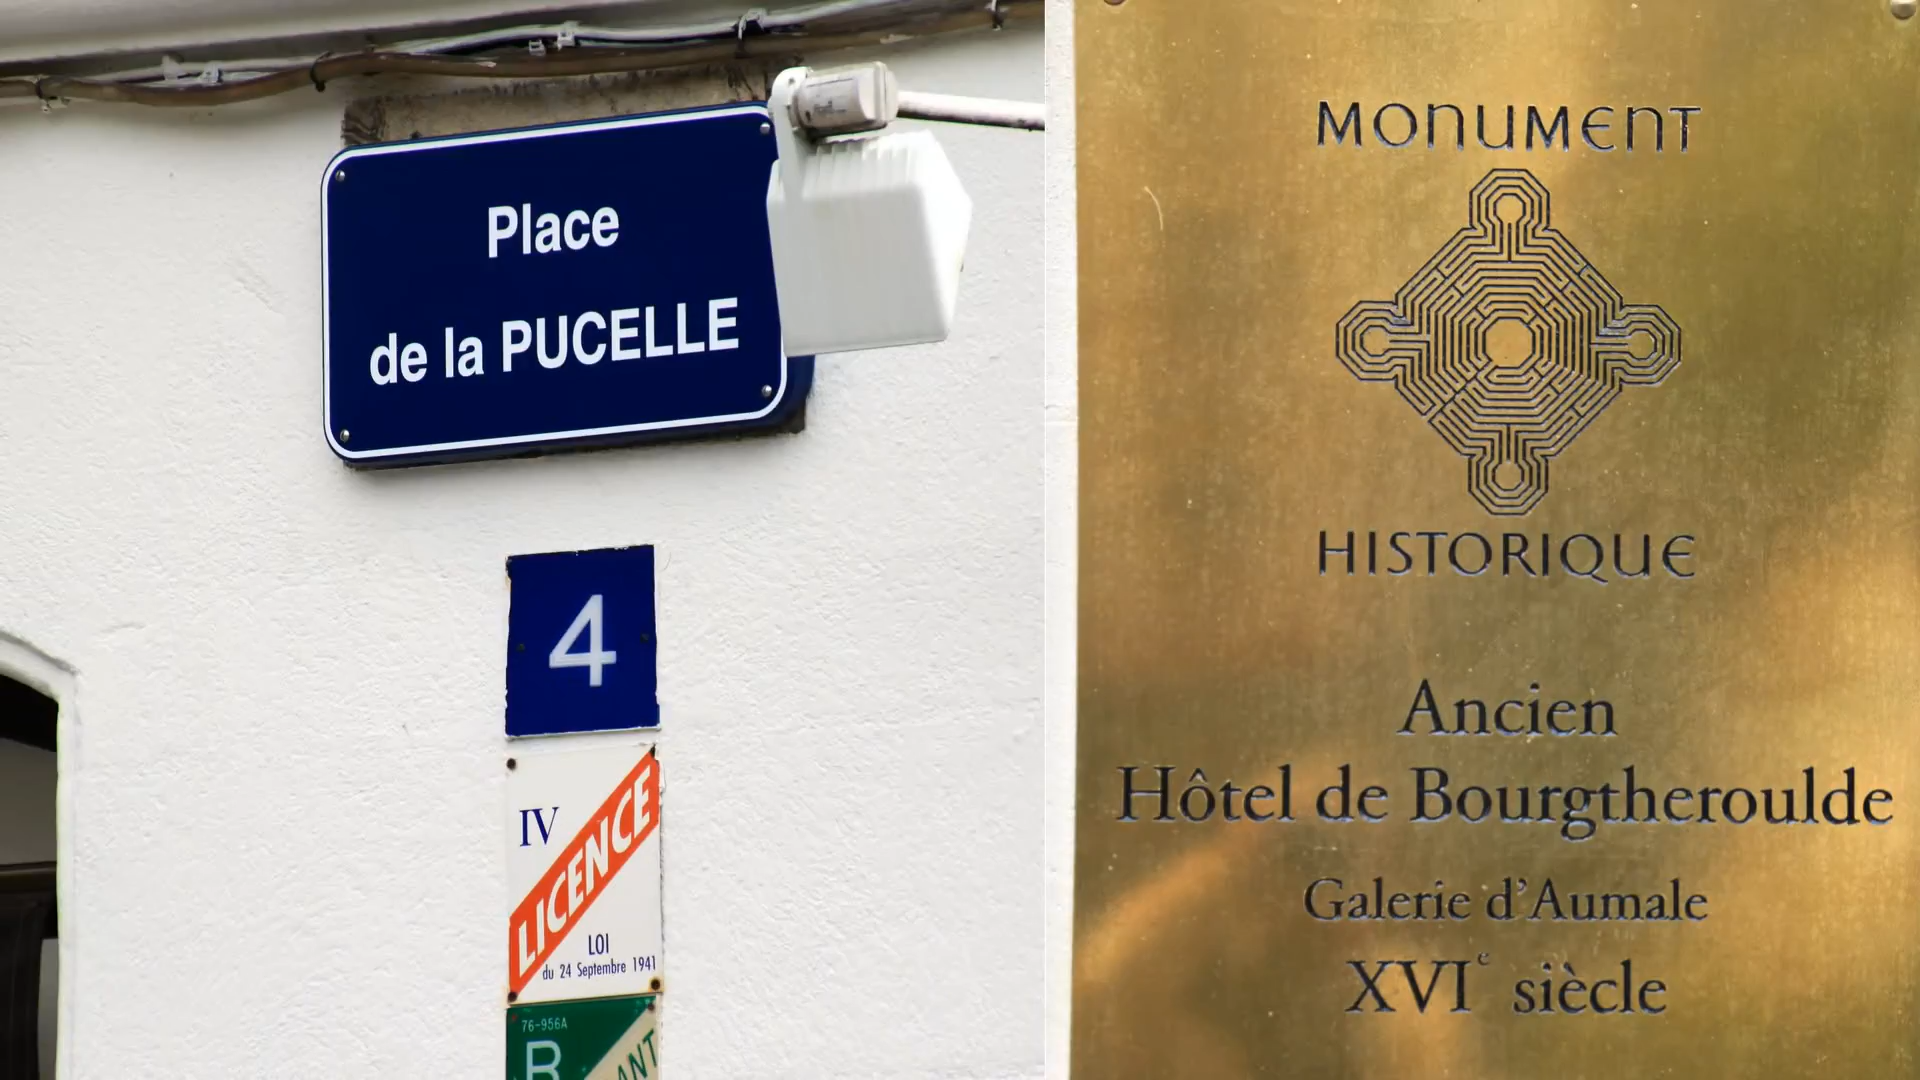 Place
de la PUCELLE
4
IV
LICENCE
LOI
du 24 Septembre 1941
76-956A
R
MONUMENT
HISTORIQUE
Ancien
Hôtel de Bourgtheroulde
Galerie d'Aumale
XVIe siècle